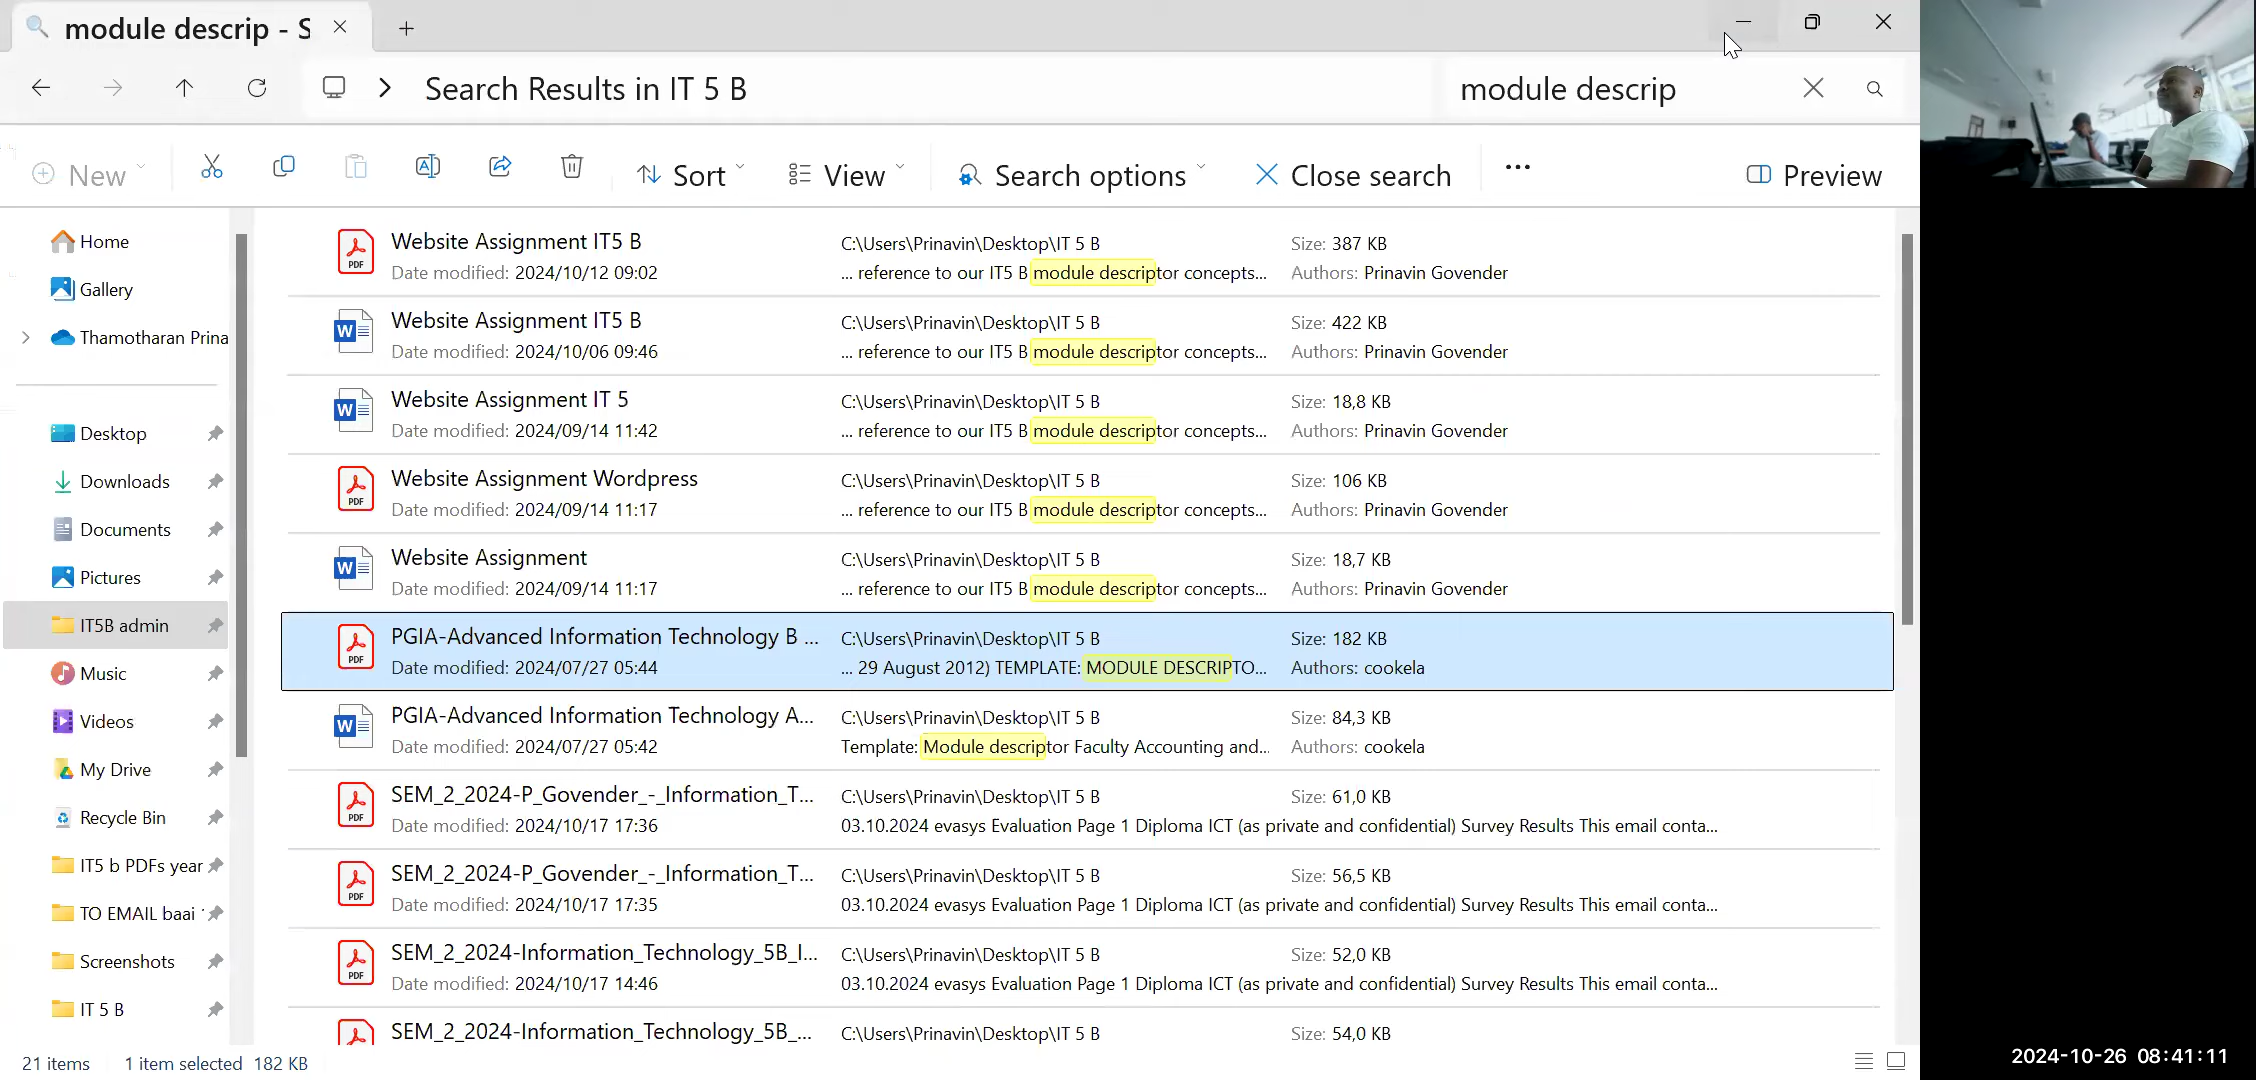 module descrip - S
Search Results in IT 5 B
module descrip
New
Sort
View
Search options
Close search
...
Preview
Home
Gallery
Thamotharan Prina
Desktop
Downloads
Documents
Pictures
IT5B admin
Music
Videos
My Drive
Recycle Bin
IT5 b PDFs year
TO EMAIL baai
Screenshots
IT 5 B
Website Assignment IT5 B
Date modified: 2024/10/12 09:02
C:\Users\Prinavin\Desktop\IT 5 B
... reference to our IT5 B module descriptor concepts...
Size: 387 KB
Authors: Prinavin Govender
Website Assignment IT5 B
Date modified: 2024/10/06 09:46
C:\Users\Prinavin\Desktop\IT 5 B
... reference to our IT5 B module descriptor concepts...
Size: 422 KB
Authors: Prinavin Govender
Website Assignment IT 5
Date modified: 2024/09/14 11:42
C:\Users\Prinavin\Desktop\IT 5 B
... reference to our IT5 B module descriptor concepts...
Size: 18,8 KB
Authors: Prinavin Govender
Website Assignment Wordpress
Date modified: 2024/09/14 11:17
C:\Users\Prinavin\Desktop\IT 5 B
... reference to our IT5 B module descriptor concepts...
Size: 106 KB
Authors: Prinavin Govender
Website Assignment
Date modified: 2024/09/14 11:17
C:\Users\Prinavin\Desktop\IT 5 B
... reference to our IT5 B module descriptor concepts...
Size: 18,7 KB
Authors: Prinavin Govender
PGIA-Advanced Information Technology B ...
Date modified: 2024/07/27 05:44
C:\Users\Prinavin\Desktop\IT 5 B
... 29 August 2012) TEMPLATE: MODULE DESCRIPTO...
Size: 182 KB
Authors: cookela
PGIA-Advanced Information Technology A...
Date modified: 2024/07/27 05:42
C:\Users\Prinavin\Desktop\IT 5 B
Template: Module descriptor Faculty Accounting and...
Size: 84,3 KB
Authors: cookela
SEM_2_2024-P_Govender_-_Information_T...
Date modified: 2024/10/17 17:36
C:\Users\Prinavin\Desktop\IT 5 B
Size: 61,0 KB
03.10.2024 evasys Evaluation Page 1 Diploma ICT (as private and confidential) Survey Results This email conta...
SEM_2_2024-P_Govender_-_Information_T...
Date modified: 2024/10/17 17:35
C:\Users\Prinavin\Desktop\IT 5 B
Size: 56,5 KB
03.10.2024 evasys Evaluation Page 1 Diploma ICT (as private and confidential) Survey Results This email conta...
SEM_2_2024-Information_Technology_5B_I...
Date modified: 2024/10/17 14:46
C:\Users\Prinavin\Desktop\IT 5 B
Size: 52,0 KB
03.10.2024 evasys Evaluation Page 1 Diploma ICT (as private and confidential) Survey Results This email conta...
SEM_2_2024-Information_Technology_5B_...
C:\Users\Prinavin\Desktop\IT 5 B
Size: 54,0 KB
21 items
1 item selected 182 KB
2024-10-26 08:41:11